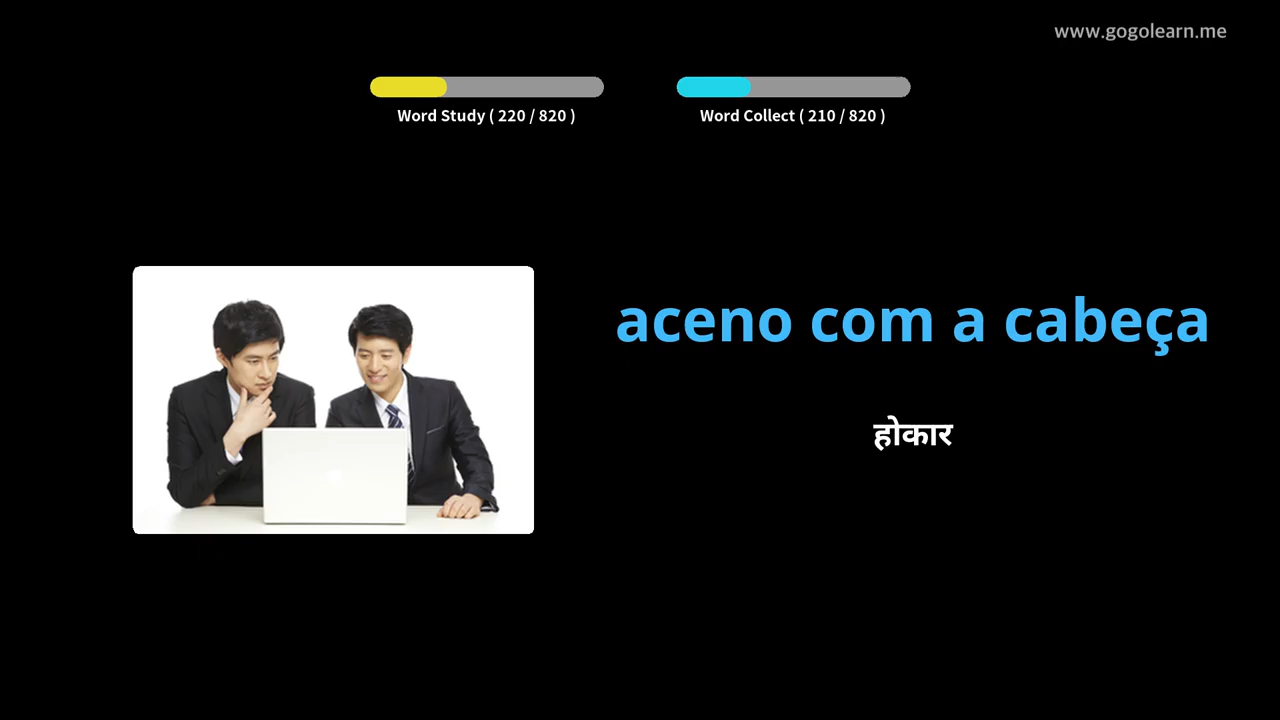 www.gogolearn.me
Word Study ( 220 / 820 )
Word Collect ( 210 / 820 )
aceno com a cabeça
होकार